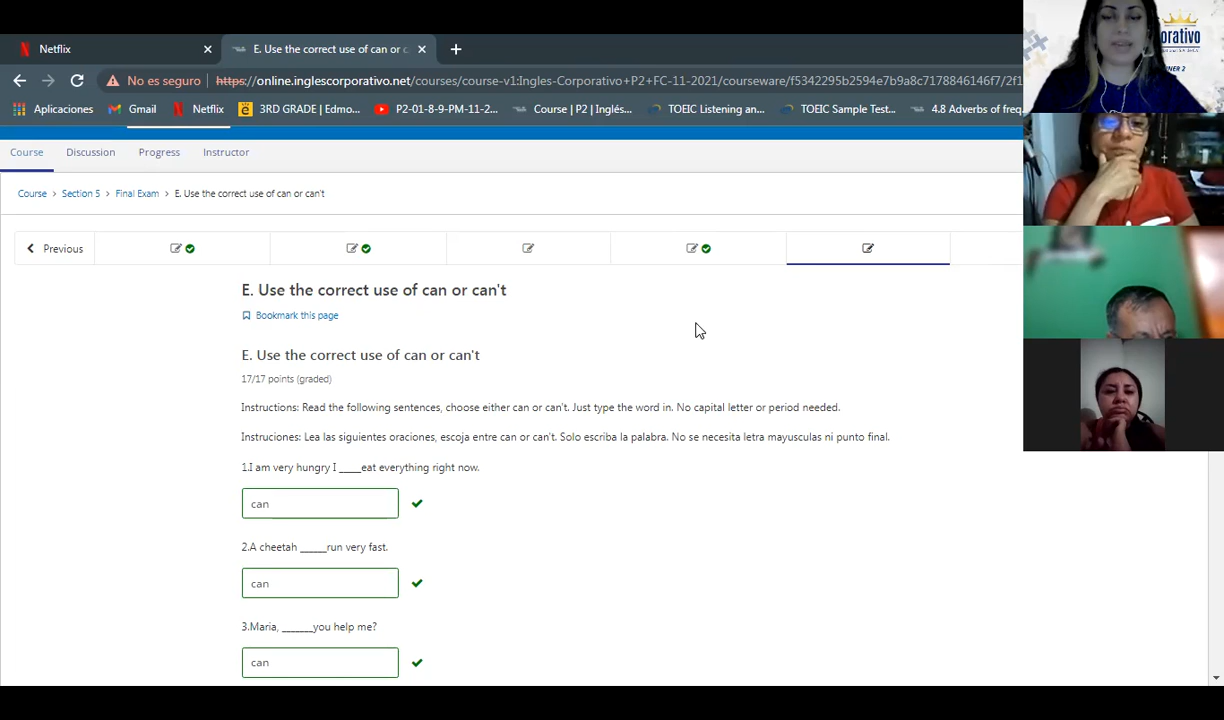 Netflix
E. Use the correct use of can or c
No es seguro
https://online.inglescorporativo.net/courses/course-v1:Ingles-Corporativo+P2+FC-11-2021/courseware/f5342295b2594e7b9a8c7178846146f7/2f1
Aplicaciones Gmail Netflix 3RD GRADE | Edmo... P2-01-8-9-PM-11-2... Course | P2 | Inglés... TOEIC Listening an... TOEIC Sample Test... 4.8 Adverbs of freq
orativo
NER 2
Course Discussion Progress Instructor
Course > Section 5 > Final Exam > E. Use the correct use of can or can't
Previous
E. Use the correct use of can or can't
Bookmark this page
E. Use the correct use of can or can't
17/17 points (graded)
Instructions: Read the following sentences, choose either can or can't. Just type the word in. No capital letter or period needed.
Instruciones: Lea las siguientes oraciones, escoja entre can or can't. Solo escriba la palabra. No se necesita letra mayusculas ni punto final.
1.I am very hungry I _____eat everything right now.
can
2.A cheetah ______run very fast.
can
3.Maria, _______you help me?
can